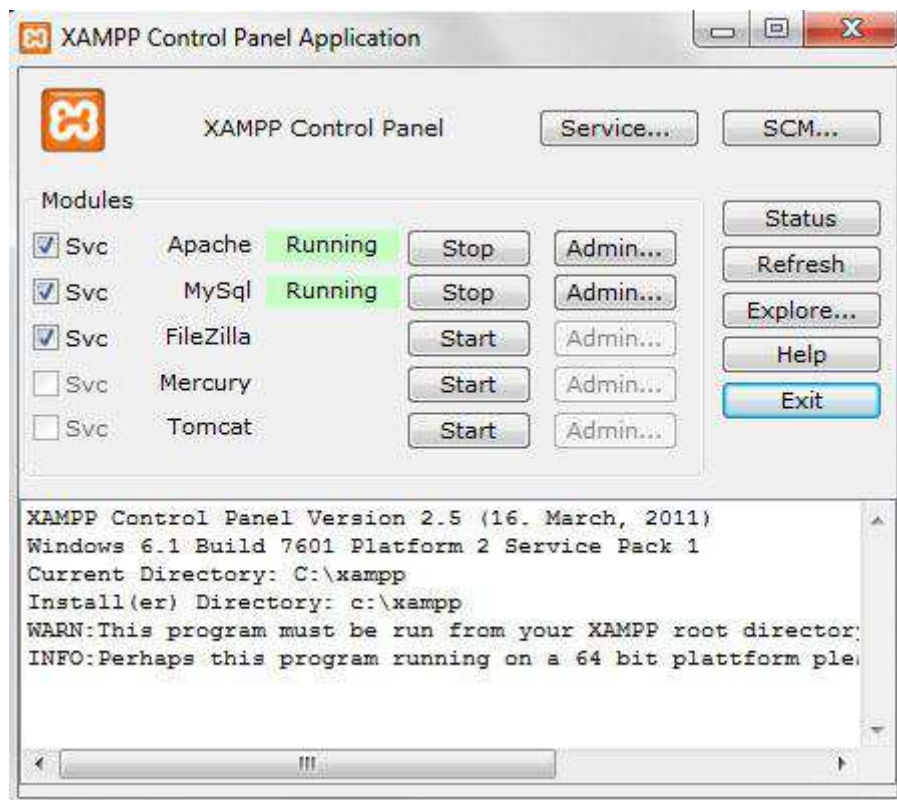 XAMPP Control Panel Application
XAMPP Control Panel Service... SCM...
Modules
Status
Svc Apache Running Stop Admin...
Refresh
Svc MySql Running Stop Admin...
Explore...
Svc FileZilla Start Admin...
Help
Svc Mercury Start Admin...
Exit
Svc Tomcat Start Admin...
XAMPP Control Panel Version 2.5 (16. March, 2011)
Windows 6.1 Build 7601 Platform 2 Service Pack 1
Current Directory: C:\xampp
Install(er) Directory: c:\xampp
WARN:This program must be run from your XAMPP root director
INFO:Perhaps this program running on a 64 bit plattform ple